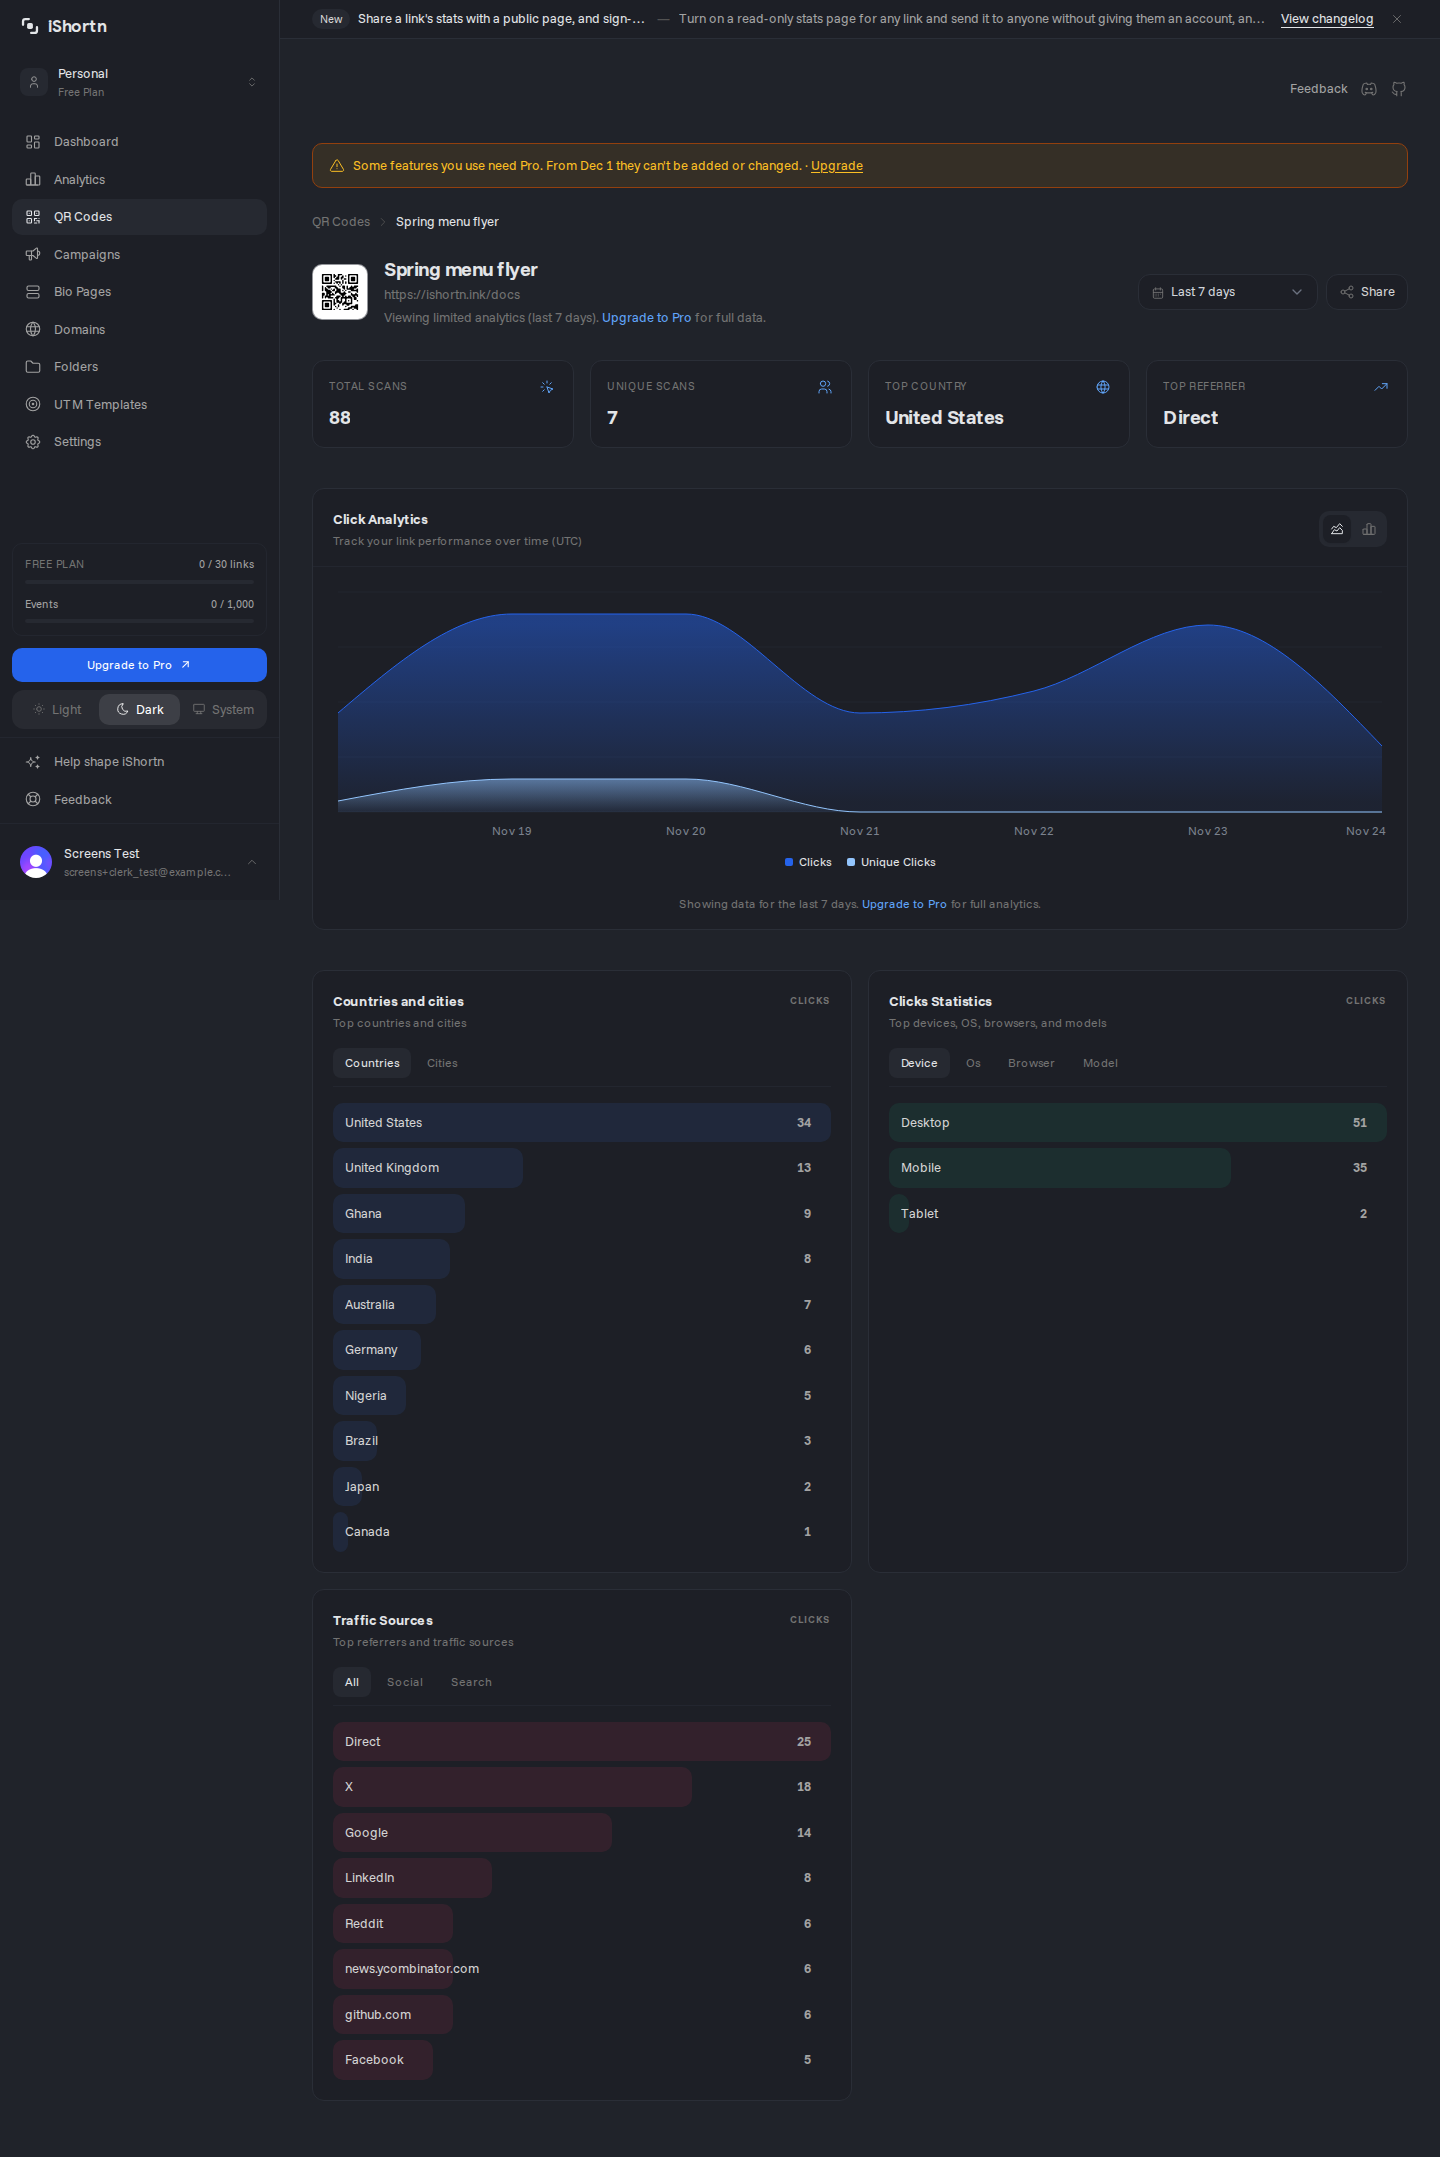 iShortn
Personal
Free Plan
Dashboard
Analytics
QR Codes
Campaigns
Bio Pages
Domains
Folders
UTM Templates
Settings
FREE PLAN 0 / 30 links
Events 0 / 1,000
Upgrade to Pro
Light Dark System
Help shape iShortn
Feedback
Screens Test
screens+clerk_test@example.c...
New Share a link's stats with a public page, and sign-... — Turn on a read-only stats page for any link and send it to anyone without giving them an account, an... View changelog
Feedback
Some features you use need Pro. From Dec 1 they can't be added or changed. · Upgrade
QR Codes Spring menu flyer
Spring menu flyer
https://ishortn.ink/docs
Viewing limited analytics (last 7 days). Upgrade to Pro for full data.
Last 7 days Share
TOTAL SCANS
88
UNIQUE SCANS
7
TOP COUNTRY
United States
TOP REFERRER
Direct
Click Analytics
Track your link performance over time (UTC)
Nov 19 Nov 20 Nov 21 Nov 22 Nov 23 Nov 24
Clicks Unique Clicks
Showing data for the last 7 days. Upgrade to Pro for full analytics.
Countries and cities CLICKS
Top countries and cities
Countries Cities
United States 34
United Kingdom 13
Ghana 9
India 8
Australia 7
Germany 6
Nigeria 5
Brazil 3
Japan 2
Canada 1
Clicks Statistics CLICKS
Top devices, OS, browsers, and models
Device Os Browser Model
Desktop 51
Mobile 35
Tablet 2
Traffic Sources CLICKS
Top referrers and traffic sources
All Social Search
Direct 25
X 18
Google 14
LinkedIn 8
Reddit 6
news.ycombinator.com 6
github.com 6
Facebook 5